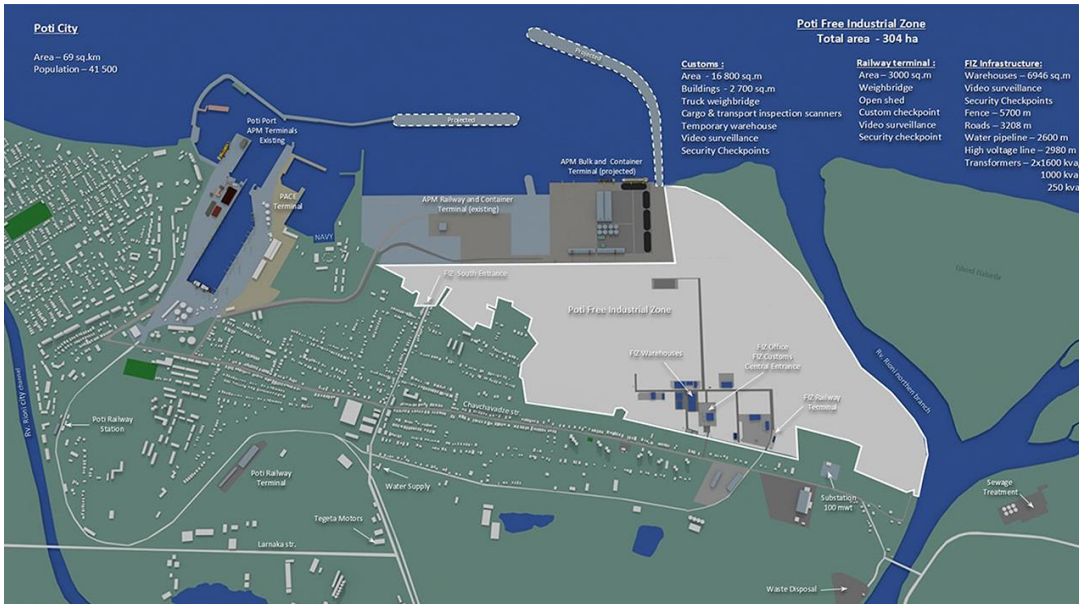 Poti City
Area – 69 sq.km
Population – 41 500
Poti Free Industrial Zone
Total area - 304 ha
Customs :
Area - 16 800 sq.m
Buildings - 2 700 sq.m
Truck weighbridge
Cargo & transport inspection scanners
Temporary warehouse
Video surveillance
Security Checkpoints
Railway terminal :
Area – 3000 sq.m
Weighbridge
Open shed
Custom checkpoint
Video surveillance
Security checkpoint
FIZ Infrastructure:
Warehouses – 6946 sq.m
Video surveillance
Security Checkpoints
Fence – 5700 m
Roads – 3208 m
Water pipeline – 2600 m
High voltage line – 2980 m
Transformers – 2x1600 kva
1000 kva
250 kva
Projected
Projected
Poti Port
APM Terminals
Existing
PACE
Terminal
NAVY
APM Railway and Container
Terminal (existing)
APM Bulk and Container
Terminal (projected)
FIZ South Entrance
Poti Free Industrial Zone
FIZ Warehouses
FIZ Office
FIZ Customs
Central Entrance
FIZ Railway
Terminal
Rv. Rioni northen branch
Rv. Rioni city channel
Chavchavadze str.
Poti Railway
Station
Poti Railway
Terminal
Water Supply
Tegeta Motors
Larnaka str.
Substation
100 mwt
Sewage
Treatment
Waste Disposal